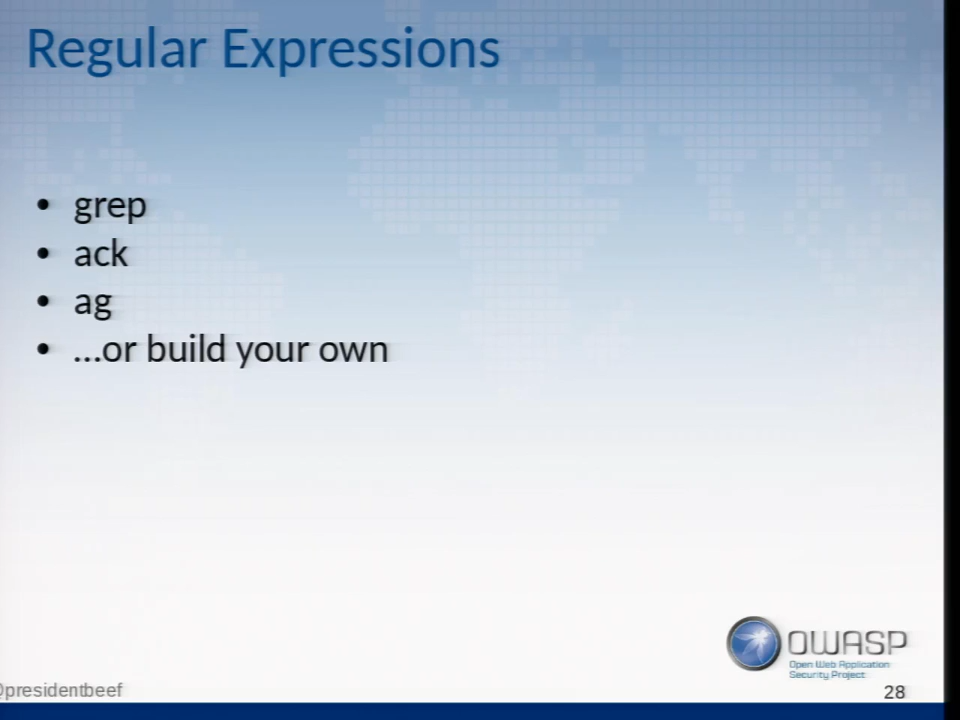 Regular Expressions
• grep
• ack
• ag
• ...or build your own
OWASP
Open Web Application
Security Project
@presidentbeef
28